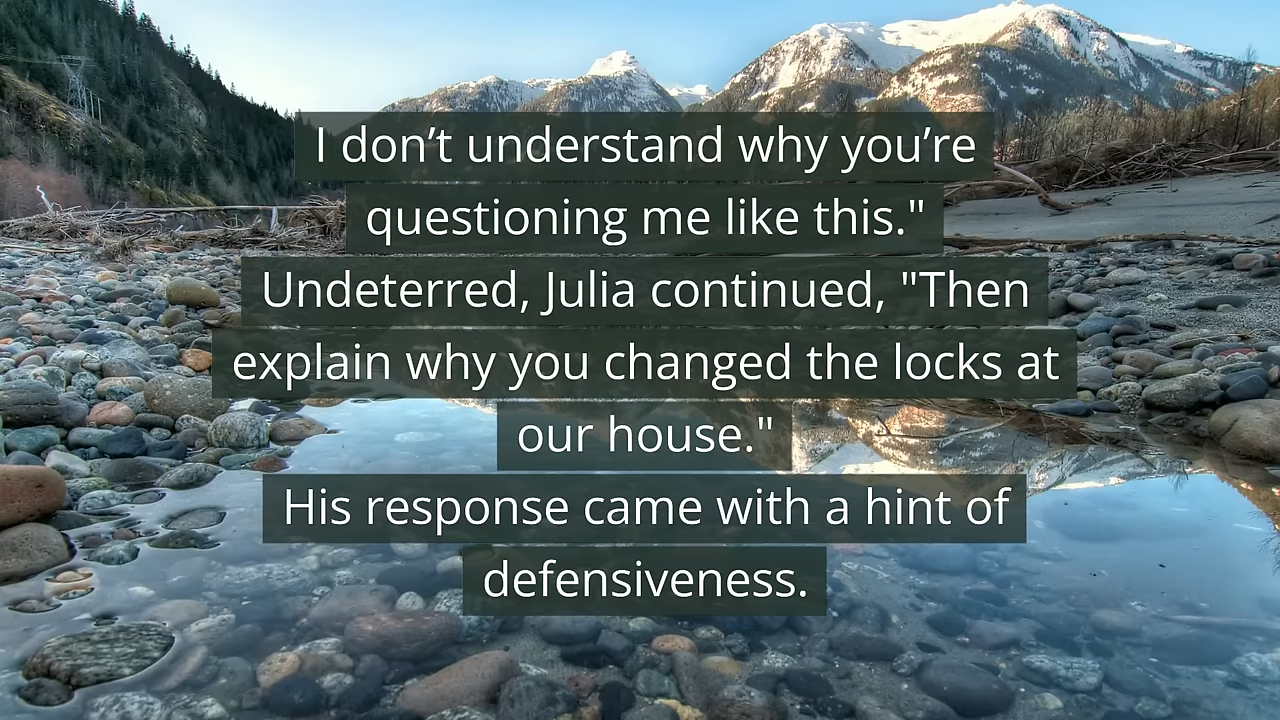 I don’t understand why you’re
questioning me like this."
Undeterred, Julia continued, "Then
explain why you changed the locks at
our house."
His response came with a hint of
defensiveness.